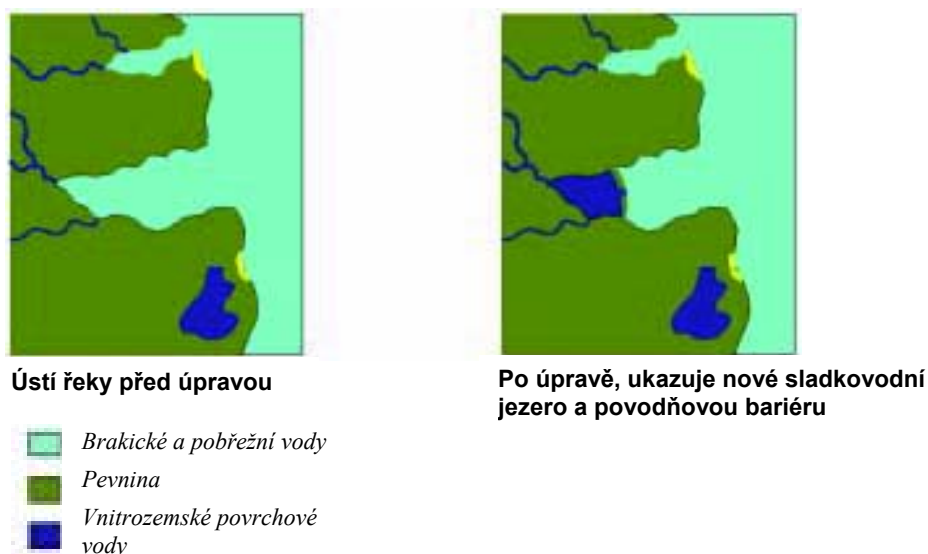 Ústí řeky před úpravou
Po úpravě, ukazuje nové sladkovodní
jezero a povodňovou bariéru
Brakické a pobřežní vody
Pevnina
Vnitrozemské povrchové
vody